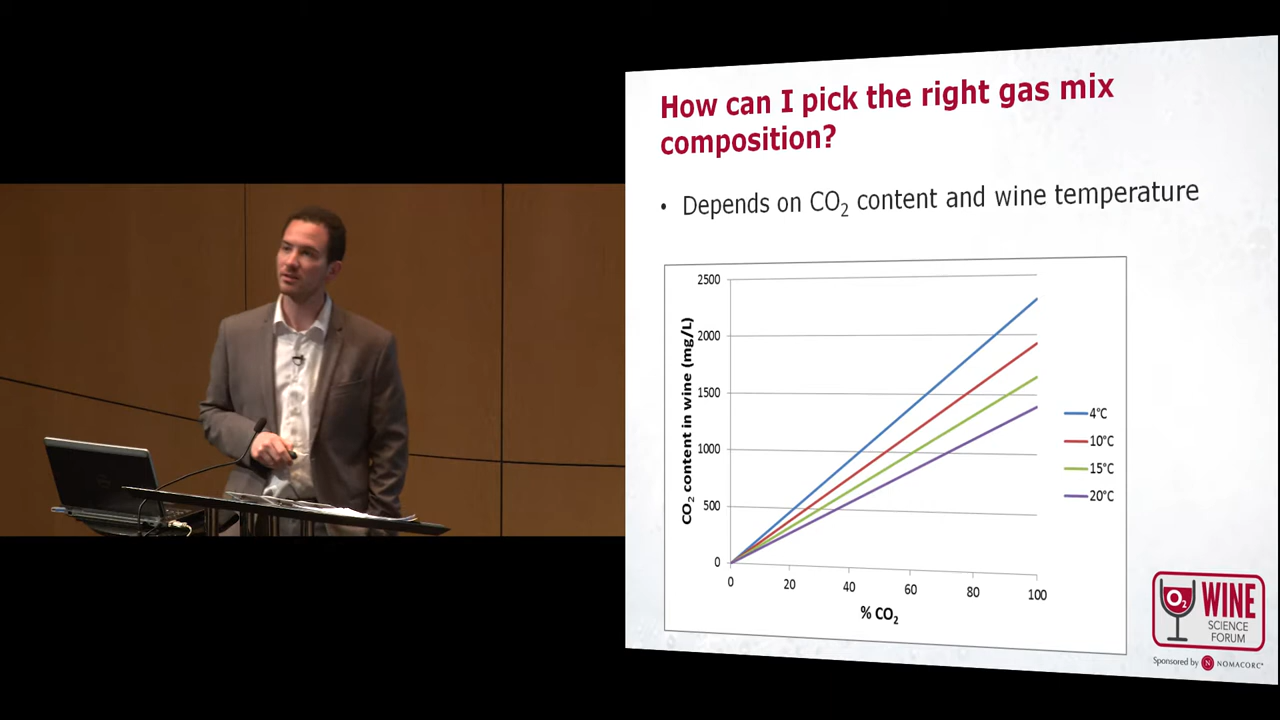 How can I pick the right gas mix
composition?
• Depends on CO₂ content and wine temperature
CO₂ content in wine (mg/L)
2500
2000
1500
1000
500
0
0 20 40 60 80 100
% CO₂
4°C
10°C
15°C
20°C
O₂ WINE
SCIENCE
FORUM
Sponsored by N NOMACORC